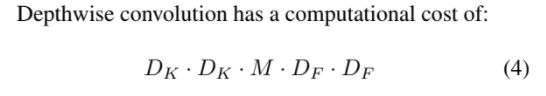 Depthwise convolution has a computational cost of:
D_K · D_K · M · D_F · D_F (4)